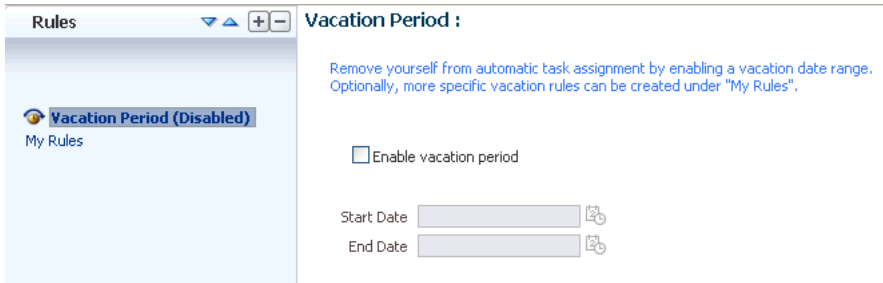 Rules
Vacation Period (Disabled)
My Rules
Vacation Period :
Remove yourself from automatic task assignment by enabling a vacation date range.
Optionally, more specific vacation rules can be created under "My Rules".
Enable vacation period
Start Date
End Date